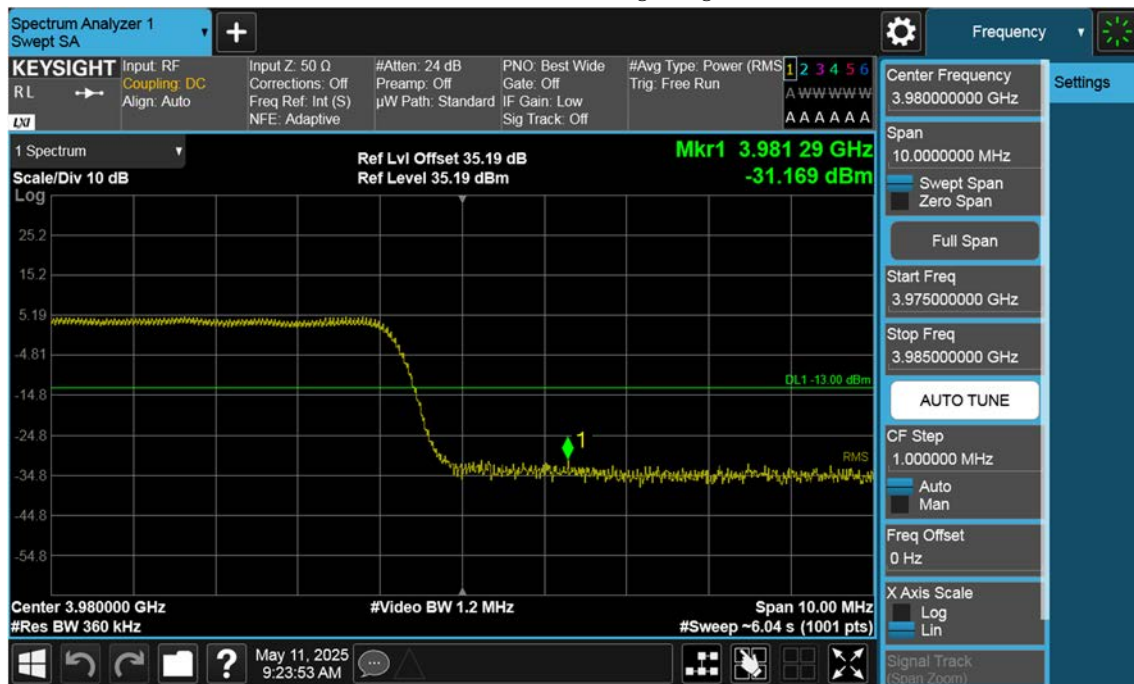 Spectrum Analyzer 1
Swept SA
Frequency
KEYSIGHT
RL
LXI
Input: RF
Coupling: DC
Align: Auto
Input Z: 50 Ω
Corrections: Off
Freq Ref: Int (S)
NFE: Adaptive
#Atten: 24 dB
Preamp: Off
µW Path: Standard
PNO: Best Wide
Gate: Off
IF Gain: Low
Sig Track: Off
#Avg Type: Power (RMS
Trig: Free Run
1 2 3 4 5 6
A W W W W W
A A A A A A
1 Spectrum
Scale/Div 10 dB
Ref Lvl Offset 35.19 dB
Ref Level 35.19 dBm
Mkr1 3.981 29 GHz
-31.169 dBm
Log
25.2
15.2
5.19
-4.81
-14.8
-24.8
-34.8
-44.8
-54.8
DL1 -13.00 dBm
1
RMS
Center 3.980000 GHz
#Res BW 360 kHz
#Video BW 1.2 MHz
Span 10.00 MHz
#Sweep ~6.04 s (1001 pts)
?
May 11, 2025
9:23:53 AM
Center Frequency
3.980000000 GHz
Span
10.0000000 MHz
Swept Span
Zero Span
Full Span
Start Freq
3.975000000 GHz
Stop Freq
3.985000000 GHz
AUTO TUNE
CF Step
1.000000 MHz
Auto
Man
Freq Offset
0 Hz
X Axis Scale
Log
Lin
Signal Track
(Span Zoom)
Settings